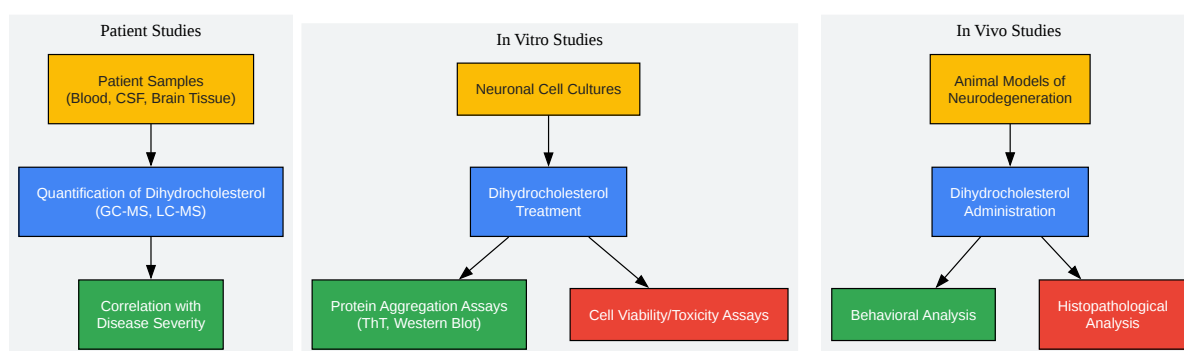 Patient Studies
Patient Samples
(Blood, CSF, Brain Tissue)
Quantification of Dihydrocholesterol
(GC-MS, LC-MS)
Correlation with
Disease Severity
In Vitro Studies
Neuronal Cell Cultures
Dihydrocholesterol
Treatment
Protein Aggregation Assays
(ThT, Western Blot)
Cell Viability/Toxicity Assays
In Vivo Studies
Animal Models of
Neurodegeneration
Dihydrocholesterol
Administration
Behavioral Analysis
Histopathological
Analysis